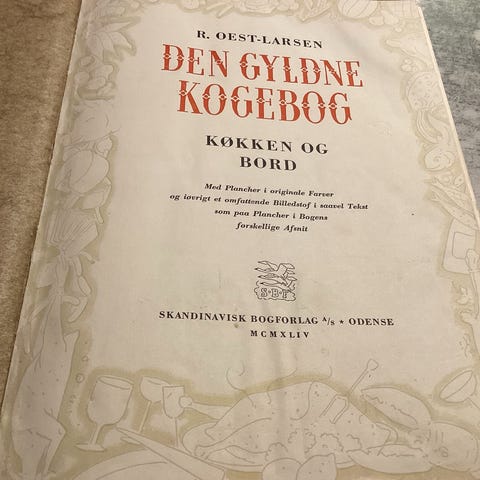 R. OEST-LARSEN
DEN GYLDNE
KOGEBOG
KØKKEN OG
BORD
Med Plancher i originale Farver
og iøvrigt et omfattende Billedstof i saavel Tekst
som paa Plancher i Bogens
forskellige Afsnit
S·B·F
SKANDINAVISK BOGFORLAG A/s ★ ODENSE
MCMXLIV